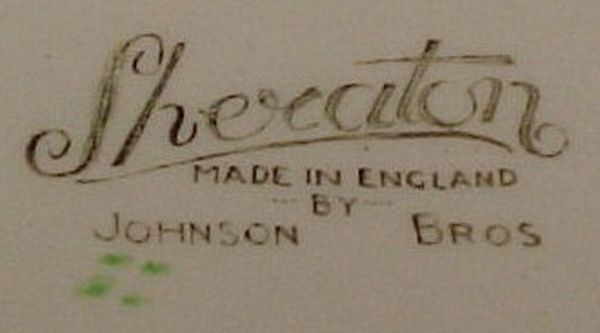 Sheraton
MADE IN ENGLAND
BY
JOHNSON BROS